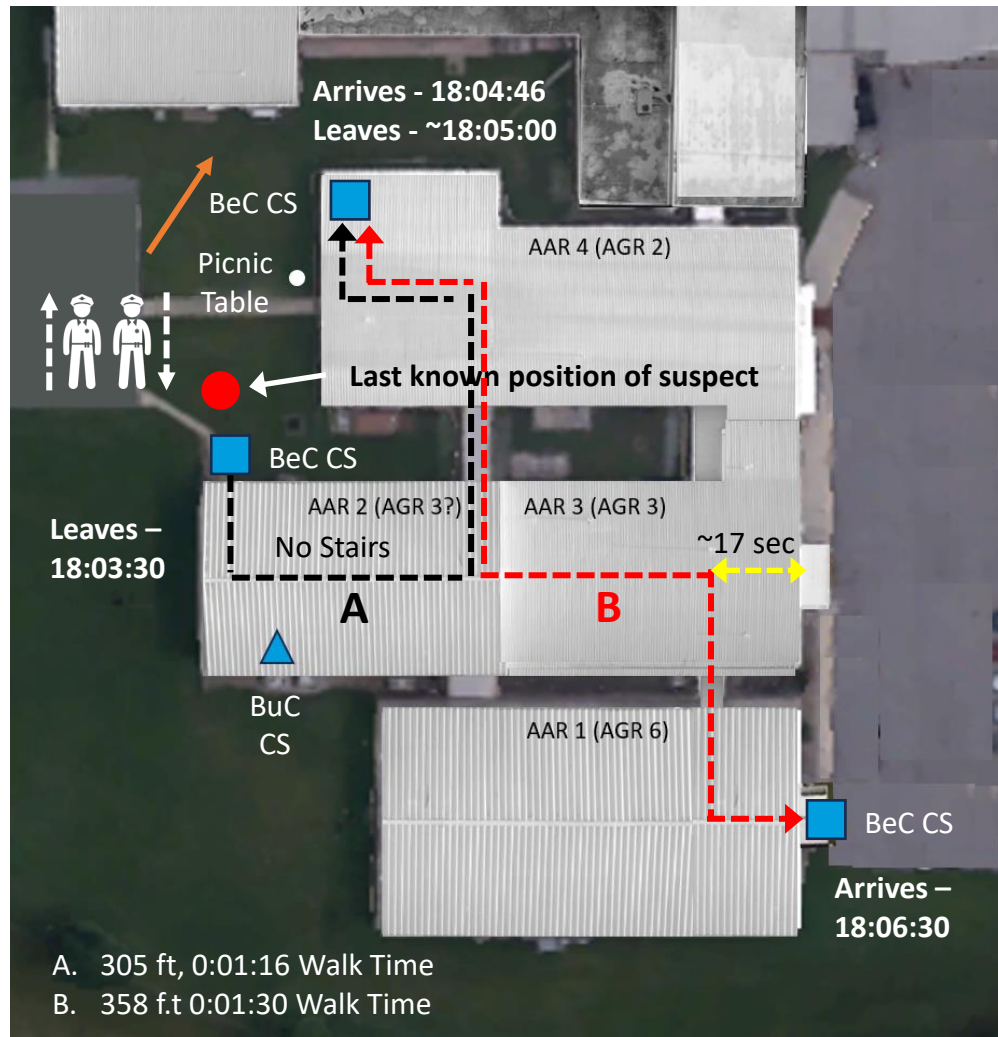 Arrives - 18:04:46
Leaves - ~18:05:00
BeC CS
AAR 4 (AGR 2)
Picnic
Table
Last known position of suspect
BeC CS
AAR 2 (AGR 3?)
AAR 3 (AGR 3)
Leaves –
18:03:30
No Stairs
~17 sec
A
B
BuC
CS
AAR 1 (AGR 6)
BeC CS
Arrives –
18:06:30
A. 305 ft, 0:01:16 Walk Time
B. 358 f.t 0:01:30 Walk Time